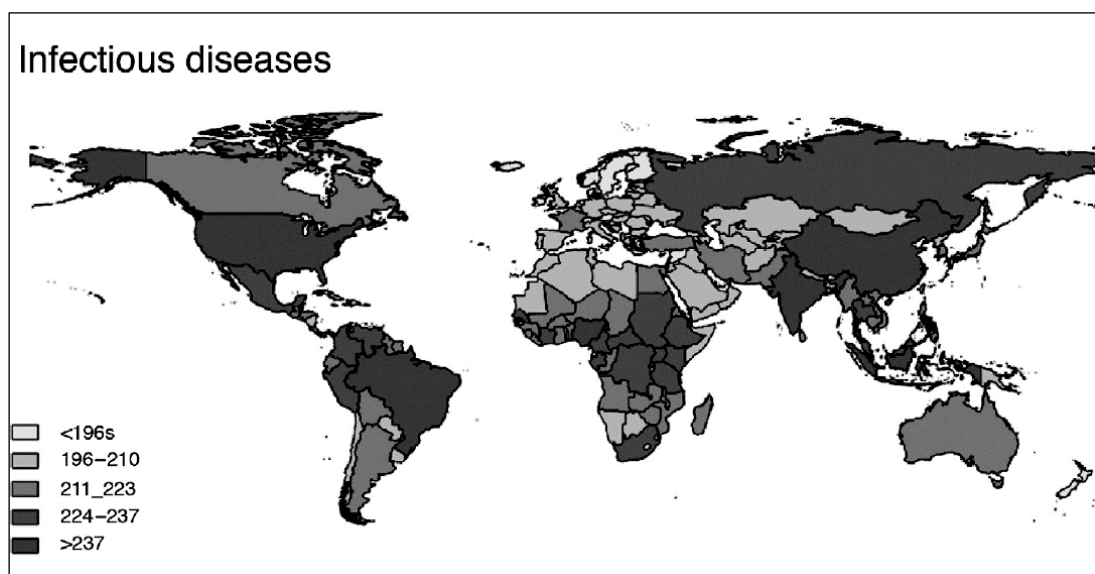 Infectious diseases
<196s
196–210
211_223
224–237
>237